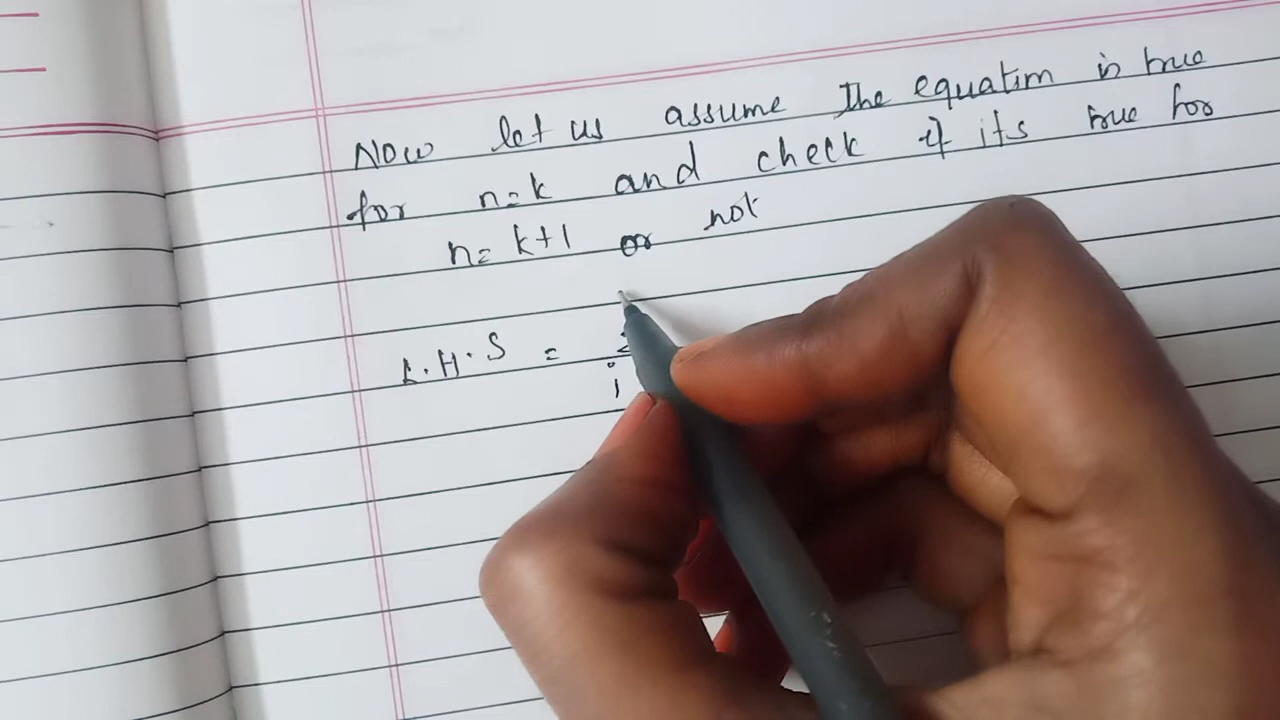 Now let us assume the equation is true
for n=k and check if its true for
n= k+1 or not
L.H.S =
i